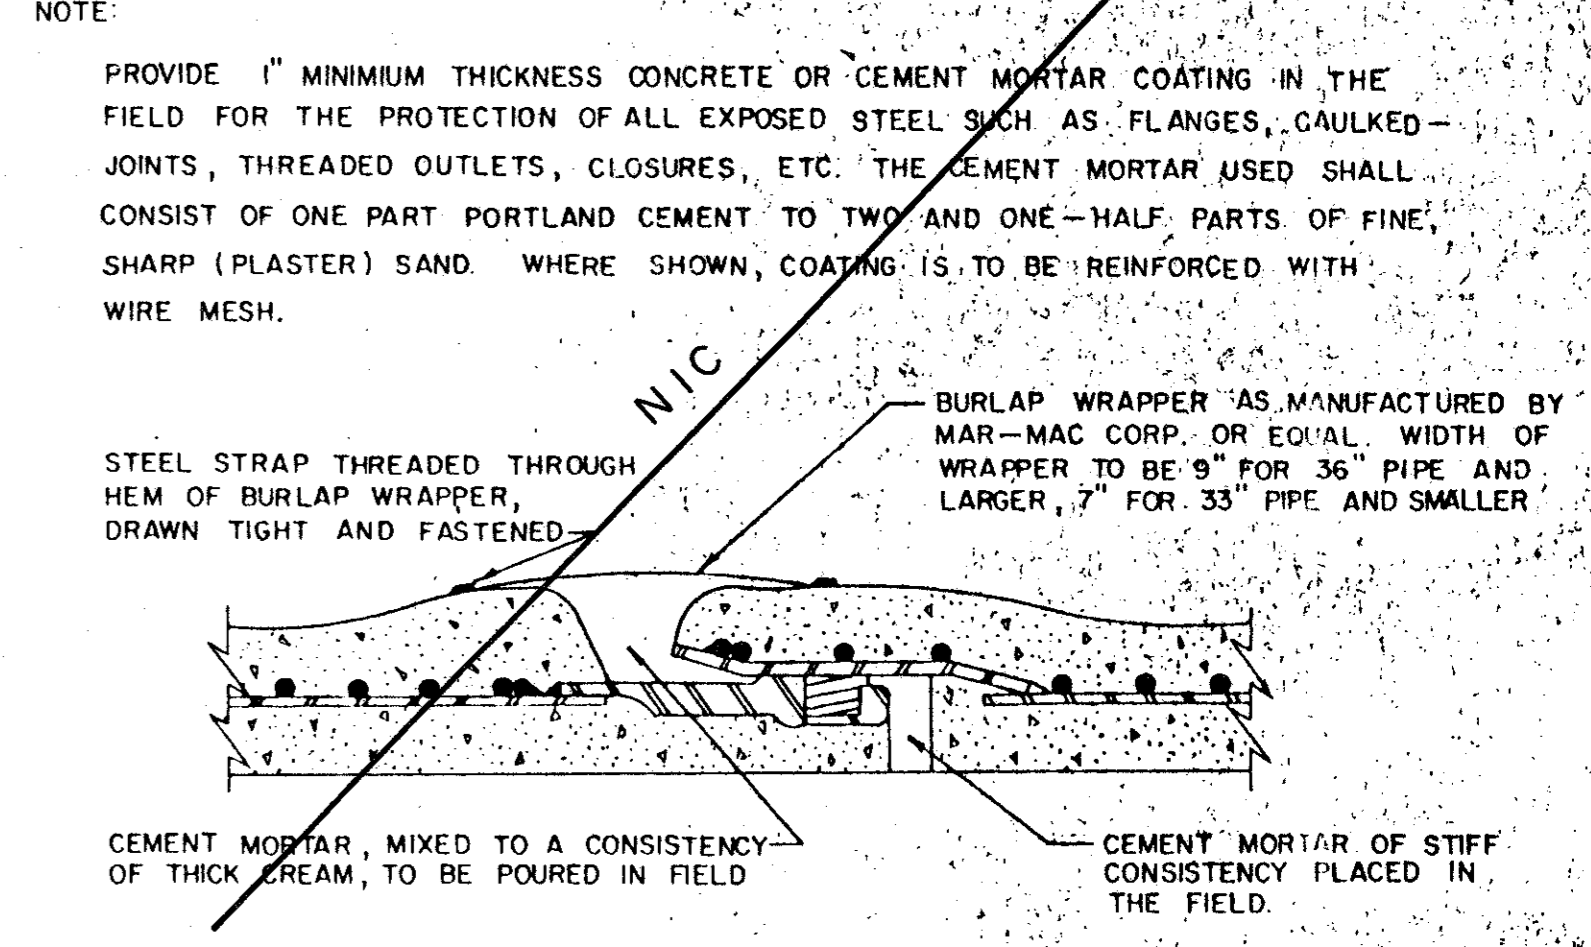 NOTE:
PROVIDE 1" MINIMIUM THICKNESS CONCRETE OR CEMENT MORTAR COATING IN THE
FIELD FOR THE PROTECTION OF ALL EXPOSED STEEL SUCH AS FLANGES, CAULKED-
JOINTS, THREADED OUTLETS, CLOSURES, ETC. THE CEMENT MORTAR USED SHALL
CONSIST OF ONE PART PORTLAND CEMENT TO TWO AND ONE-HALF PARTS OF FINE,
SHARP (PLASTER) SAND. WHERE SHOWN, COATING IS TO BE REINFORCED WITH
WIRE MESH.
NIC
BURLAP WRAPPER AS MANUFACTURED BY
MAR-MAC CORP. OR EQUAL. WIDTH OF
WRAPPER TO BE 9" FOR 36" PIPE AND
LARGER, 7" FOR 33" PIPE AND SMALLER
STEEL STRAP THREADED THROUGH
HEM OF BURLAP WRAPPER,
DRAWN TIGHT AND FASTENED
CEMENT MORTAR, MIXED TO A CONSISTENCY
OF THICK CREAM, TO BE POURED IN FIELD
CEMENT MORTAR OF STIFF
CONSISTENCY PLACED IN
THE FIELD.